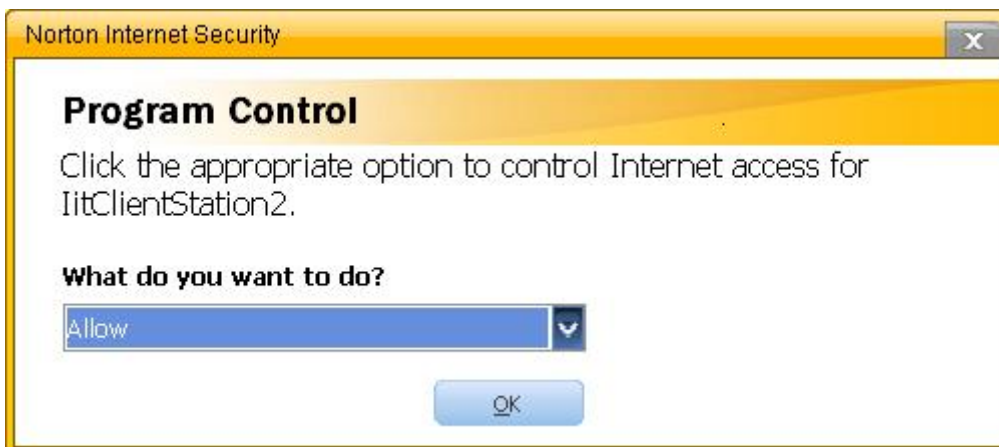 Norton Internet Security
Program Control
Click the appropriate option to control Internet access for
IitClientStation2.
What do you want to do?
Allow
OK